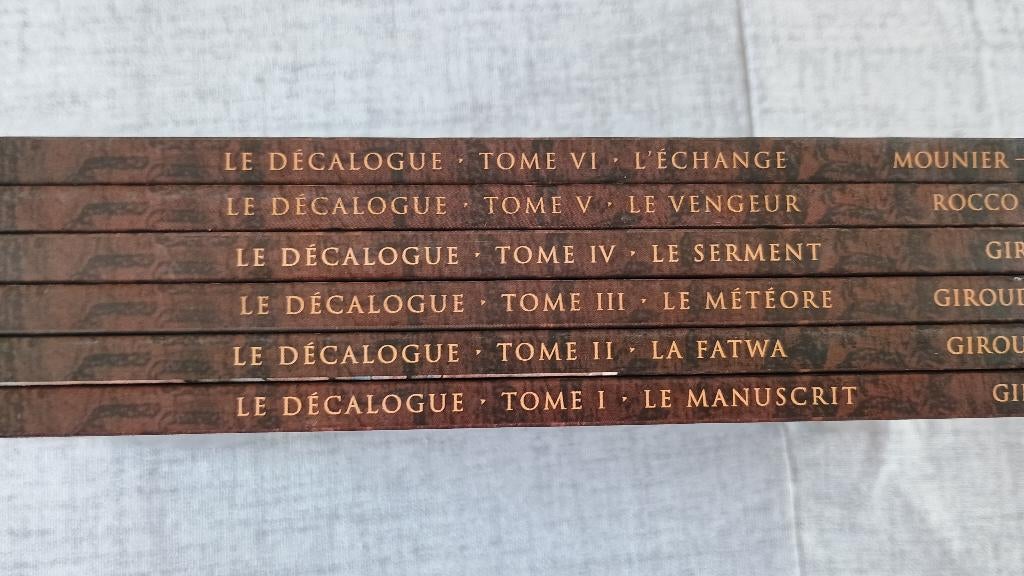 LE DÉCALOGUE · TOME VI · L'ÉCHANGE MOUNIER –
LE DÉCALOGUE · TOME V · LE VENGEUR ROCCO
LE DÉCALOGUE · TOME IV · LE SERMENT GIR
LE DÉCALOGUE · TOME III · LE MÉTÉORE GIROUD
LE DÉCALOGUE · TOME II · LA FATWA GIROU
LE DÉCALOGUE · TOME I · LE MANUSCRIT GI